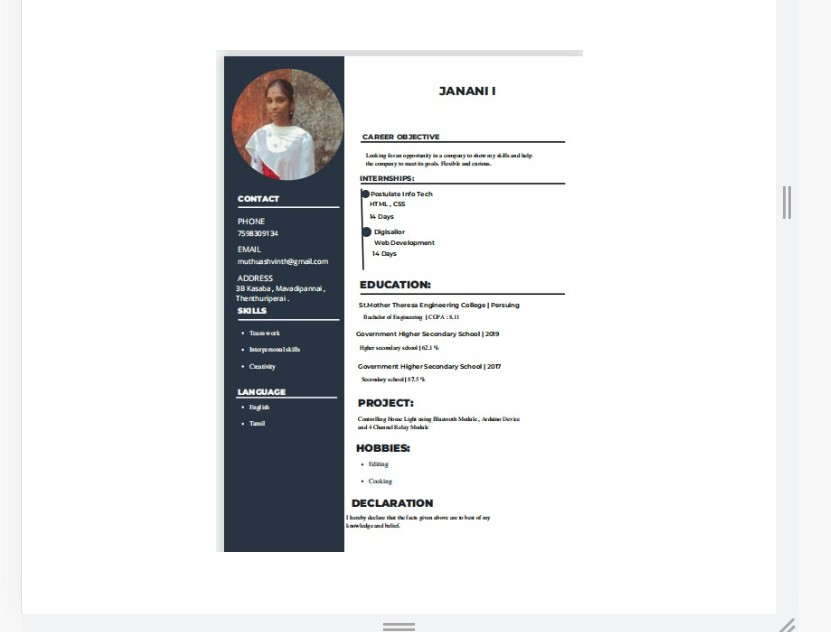 JANANI I
CONTACT
PHONE
7598309134
EMAIL
muthuashvinth@gmail.com
ADDRESS
3B Kasaba , Mavadipannai ,
Thenthuriperai .
SKILLS
• Team work
• Interpersonal skills
• Creativity
LANGUAGE
• English
• Tamil
CAREER OBJECTIVE
Looking for an opportunity in a company to show my skills and help
the company to meet its goals. Flexible and curious.
INTERNSHIPS:
Postulate Info Tech
HTML , CSS
14 Days
Digisailor
Web Development
14 Days
EDUCATION:
St.Mother Theresa Engineering College | Persuing
Bachelor of Engineering | CGPA : 8.11
Government Higher Secondary School | 2019
Higher secondary school | 62.1 %
Government Higher Secondary School | 2017
Secondary school | 87.5 %
PROJECT:
Controlling Home Light using Bluetooth Module , Arduino Device
and 4 Channel Relay Module
HOBBIES:
• Editing
• Cooking
DECLARATION
I hereby declare that the facts given above are to best of my
knowledge and belief.